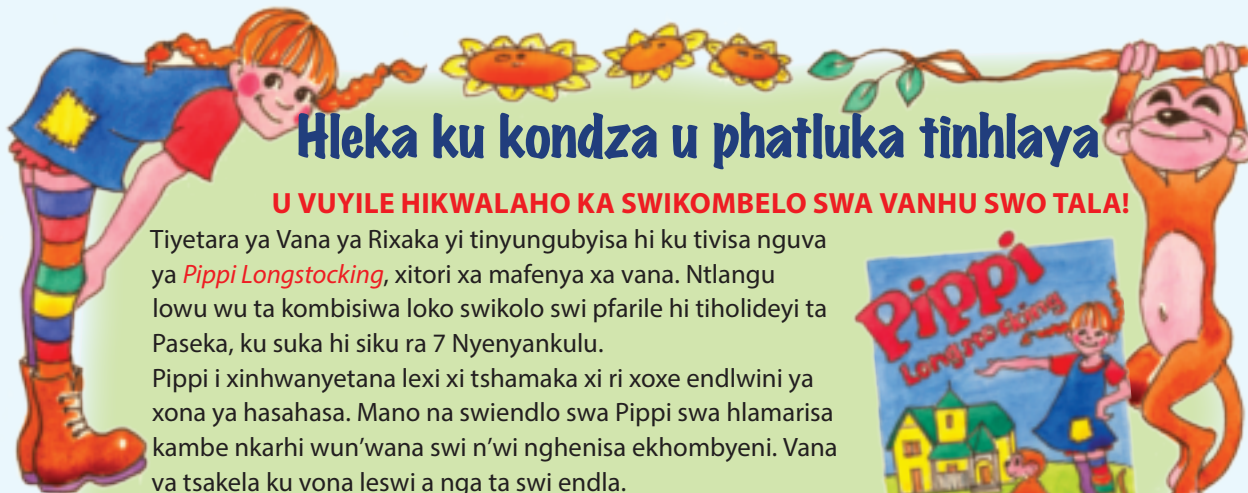 Hleka ku kondza u phatluka tinhlaya
U VUYILE HIKWALAHO KA SWIKOMBELO SWA VANHU SWO TALA!
Tiyetara ya Vana ya Rixaka yi tinyungubyisa hi ku tivisa nguva
ya Pippi Longstocking, xitori xa mafenya xa vana. Ntlangu
lowu wu ta kombisiwa loko swikolo swi pfarile hi tiholideyi ta
Paseka, ku suka hi siku ra 7 Nyenyankulu.
Pippi i xinhwanyetana lexi xi tshamaka xi ri xoxe endlwini ya
xona ya hasahasa. Mano na swiendlo swa Pippi swa hlamarisa
kambe nkarhi wun’wana swi n’wi nghenisa ekhombyeni. Vana
va tsakela ku vona leswi a nga ta swi endla.
Pippi
Longstocking